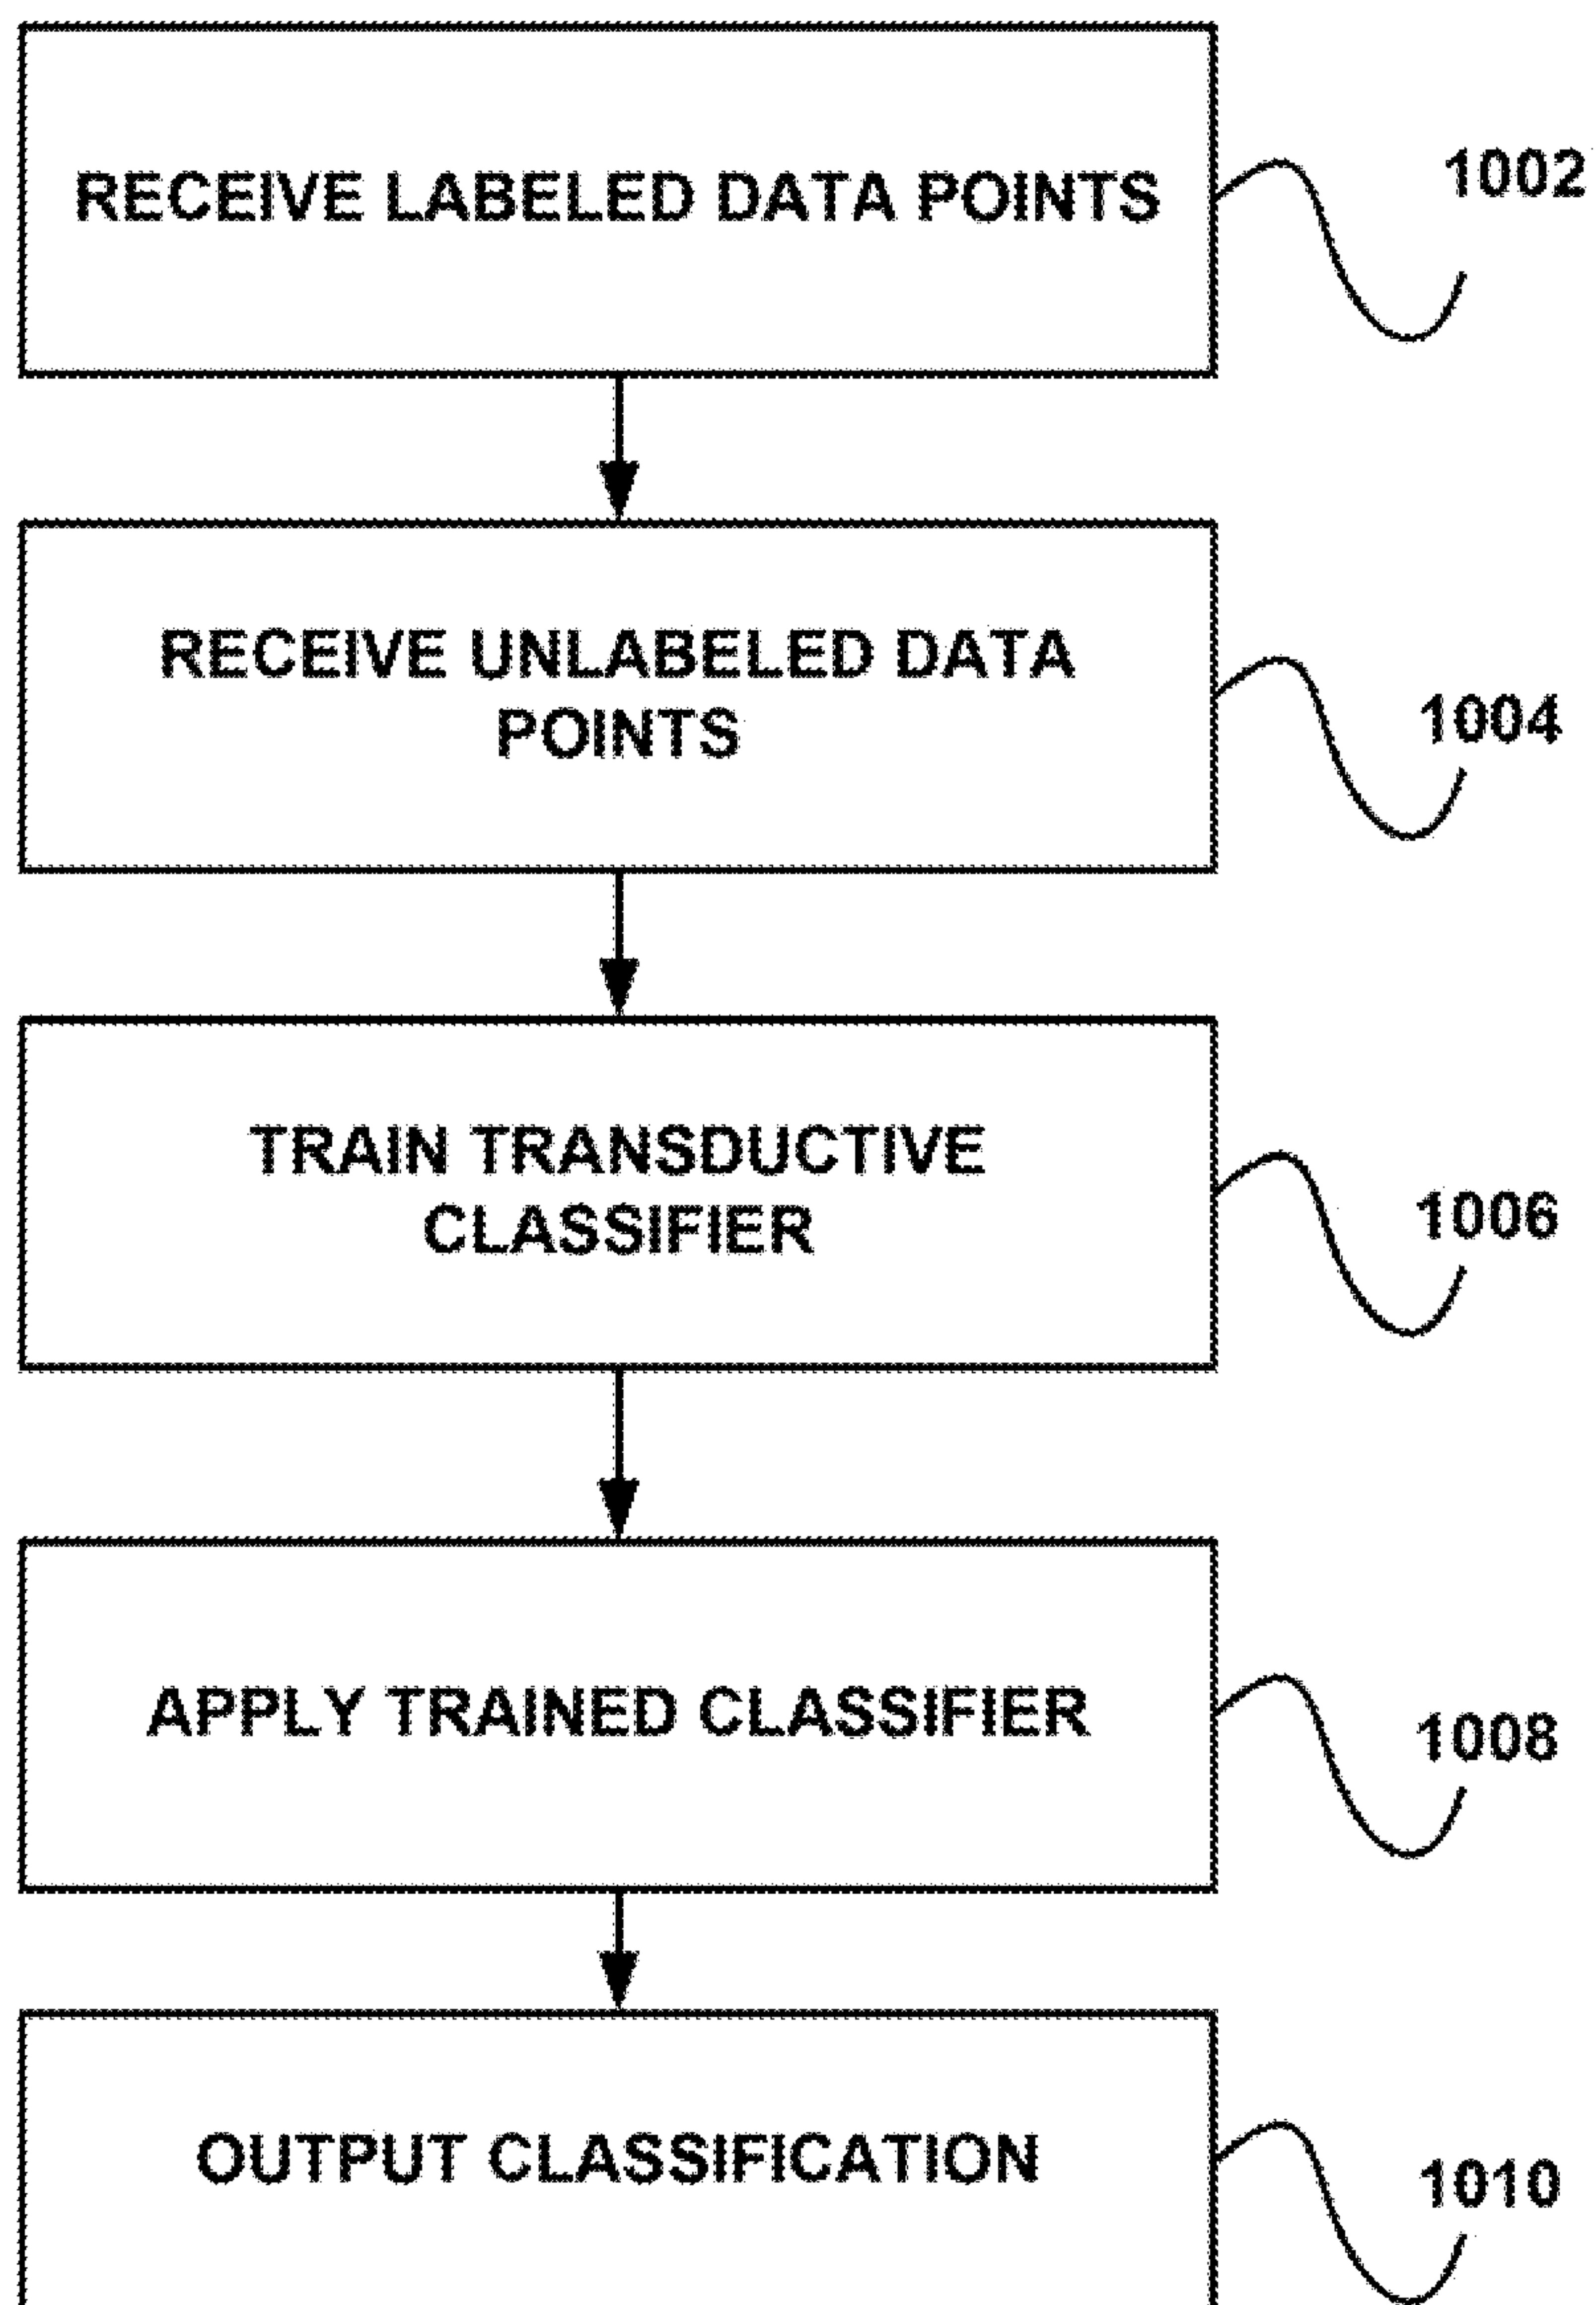 RECEIVE LABELED DATA POINTS
1002
RECEIVE UNLABELED DATA
POINTS
1004
TRAIN TRANSDUCTIVE
CLASSIFIER
1006
APPLY TRAINED CLASSIFIER
1008
OUTPUT CLASSIFICATION
1010